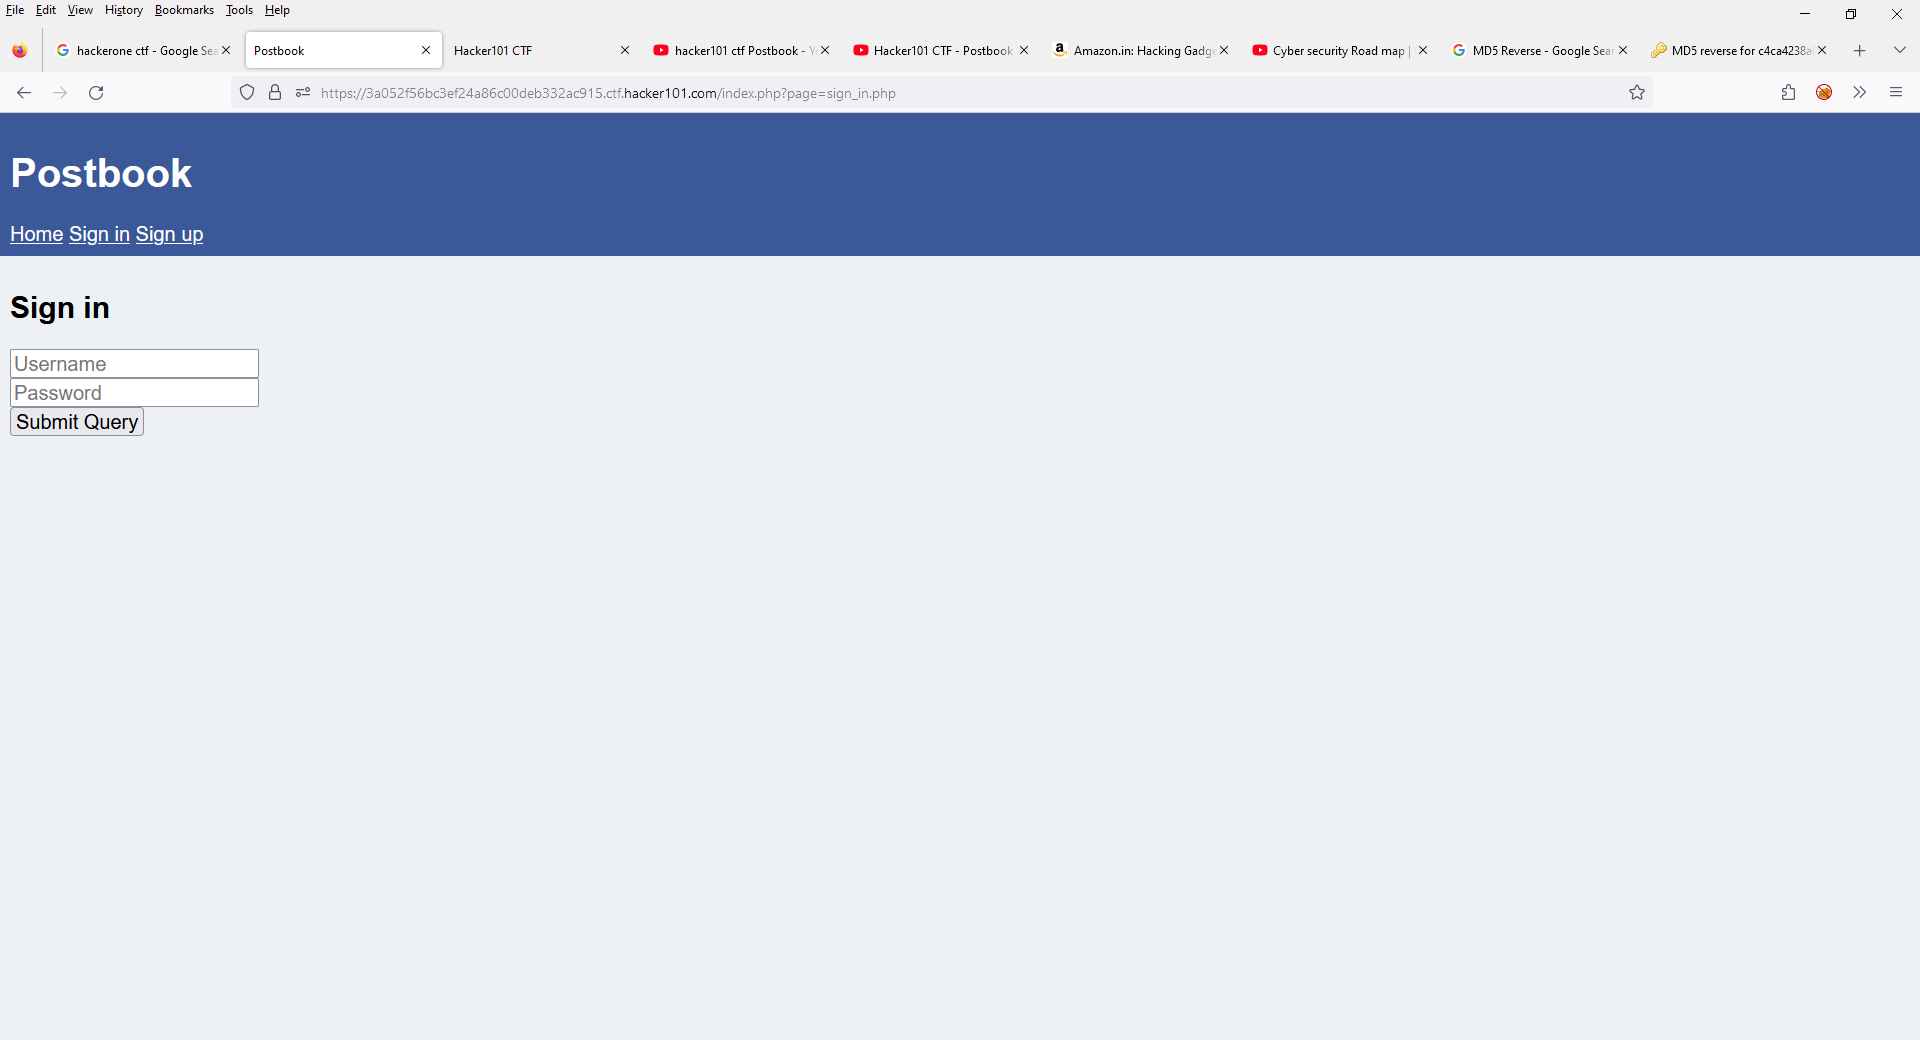 File Edit View History Bookmarks Tools Help
hackerone ctf - Google Sea Postbook Hacker101 CTF hacker101 ctf Postbook - Hacker101 CTF - Postbook Amazon.in: Hacking Gadge Cyber security Road map | MD5 Reverse - Google Sear MD5 reverse for c4ca4238a
https://3a052f56bc3ef24a86c00deb332ac915.ctf.hacker101.com/index.php?page=sign_in.php
Postbook
Home Sign in Sign up
Sign in
Username
Password
Submit Query